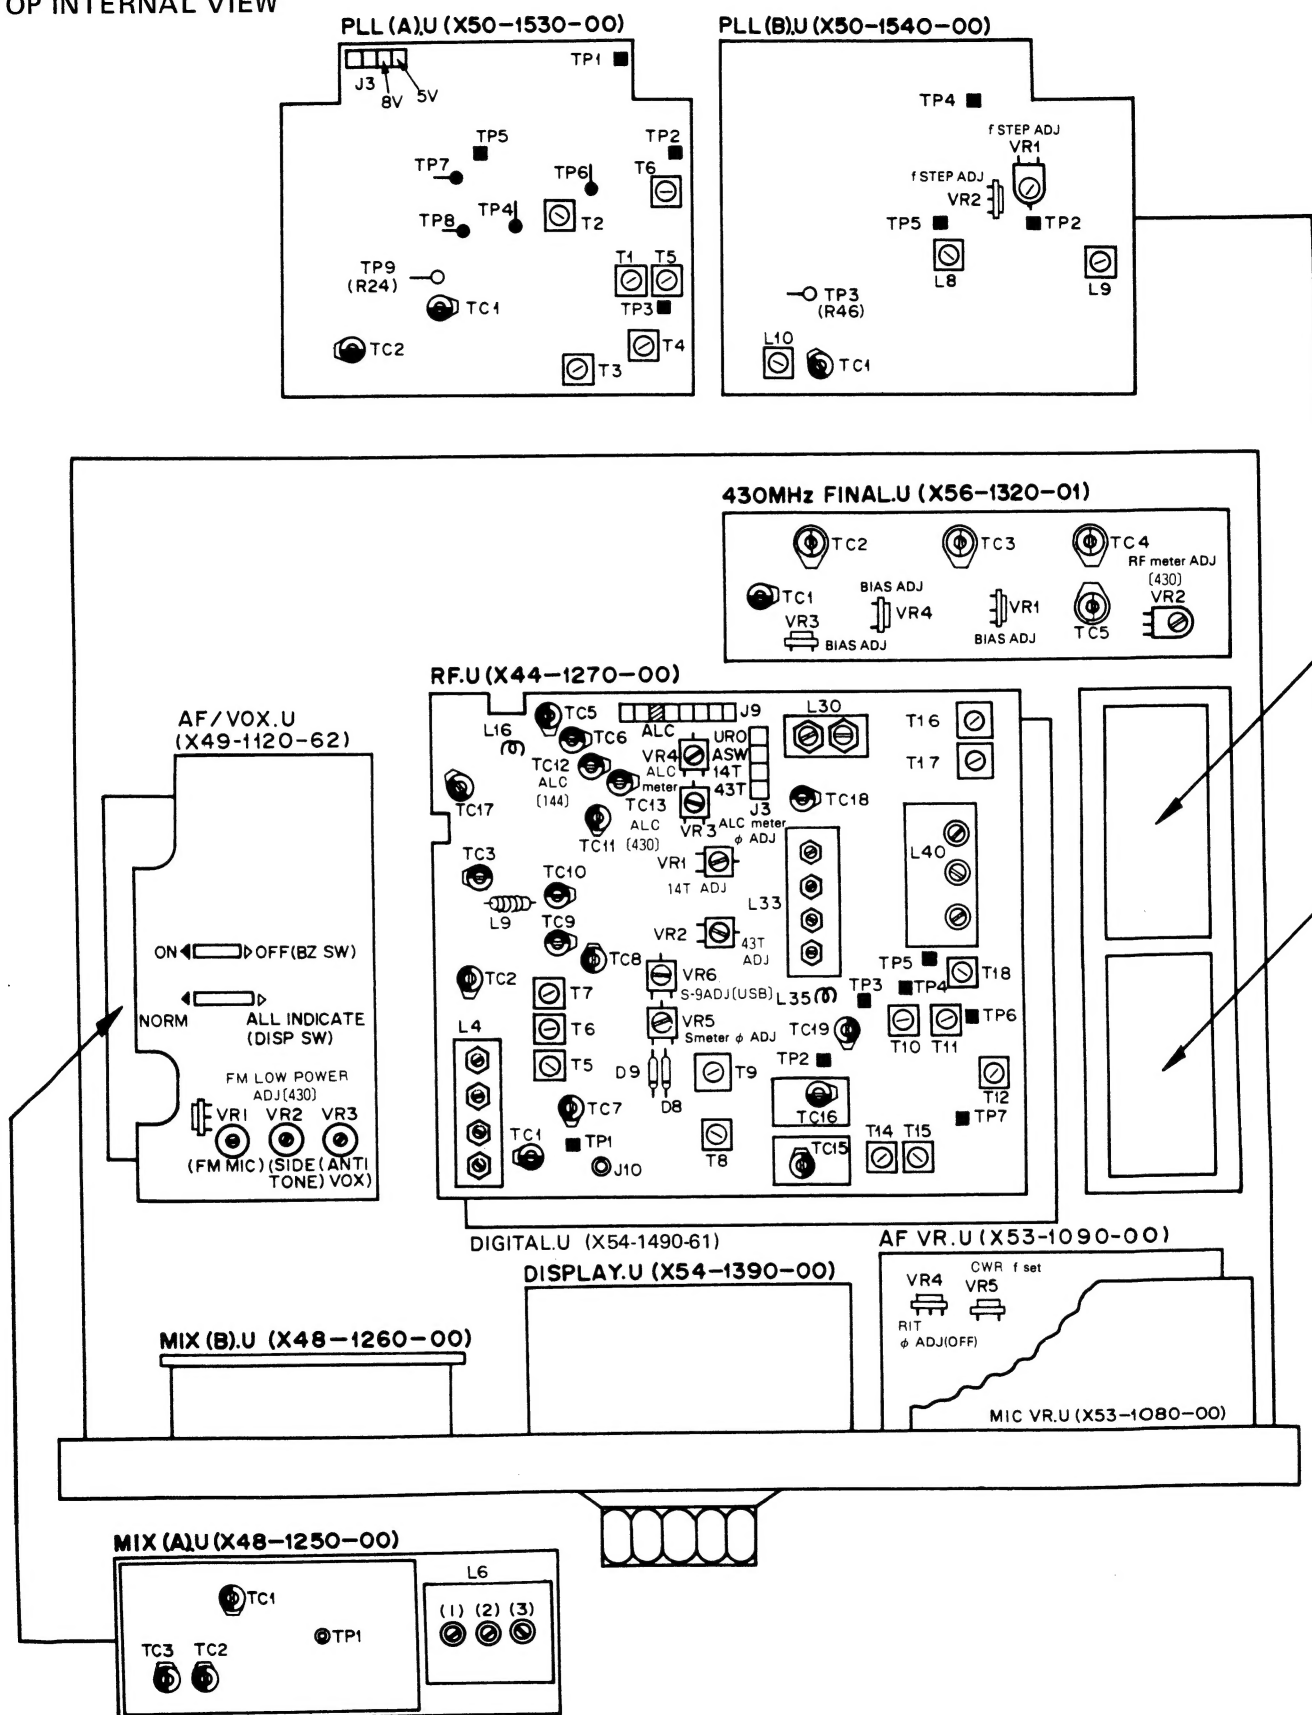 OP INTERNAL VIEW
PLL (A).U (X50-1530-00)
J3
8V
5V
TP1
TP5
TP2
TP7
TP6
T6
TP8
TP4
T2
TP9
(R24)
T1
T5
TC1
TP3
TC2
T4
T3
PLL (B).U (X50-1540-00)
TP4
f STEP ADJ
VR1
f STEP ADJ
VR2
TP5
TP2
L8
L9
TP3
(R46)
L10
TC1
430MHz FINAL.U (X56-1320-01)
TC2
TC3
TC4
RF meter ADJ
(430)
VR2
TC1
BIAS ADJ
VR4
VR1
BIAS ADJ
TC5
VR3
BIAS ADJ
RF.U (X44-1270-00)
L16
TC5
J9
ALC
L30
T16
TC6
VR4
ALC
meter
URO
ASW
14T
43T
J3
T17
TC12
ALC
(144)
TC17
TC13
ALC
(430)
TC11
VR3
ALC meter
φ ADJ
TC18
TC3
VR1
14T ADJ
L40
TC10
L9
L33
TC9
VR2
43T
ADJ
TC8
TC2
VR6
S-9ADJ(USB)
TP5
T18
T7
L35
TP3
TP4
L4
T6
VR5
Smeter φ ADJ
TC19
T10
T11
TP6
T5
D9
D8
T9
TP2
TC16
T12
TC7
TP7
TC1
TP1
J10
T8
TC15
T14
T15
AF/VOX.U
(X49-1120-62)
ON
OFF(BZ SW)
NORM
ALL INDICATE
(DISP SW)
FM LOW POWER
ADJ(430)
VR1
VR2
VR3
(FM MIC)
(SIDE
TONE)
(ANTI
VOX)
DIGITAL.U (X54-1490-61)
DISPLAY.U (X54-1390-00)
AF VR.U (X53-1090-00)
CWR f set
VR4
VR5
RIT
φ ADJ(OFF)
MIC VR.U (X53-1080-00)
MIX (B).U (X48-1260-00)
MIX (A).U (X48-1250-00)
TC1
TP1
TC3
TC2
L6
(1) (2) (3)